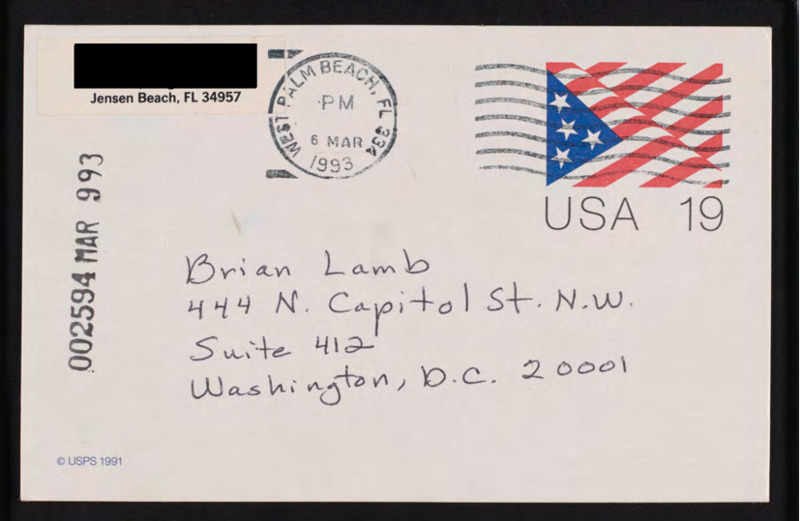 Jensen Beach, FL 34957
WEST PALM BEACH, FL 334
PM
6 MAR
1993
USA 19
002594 MAR 993
Brian Lamb
444 N. Capitol St. N.W.
Suite 412
Washington, D.C. 20001
© USPS 1991